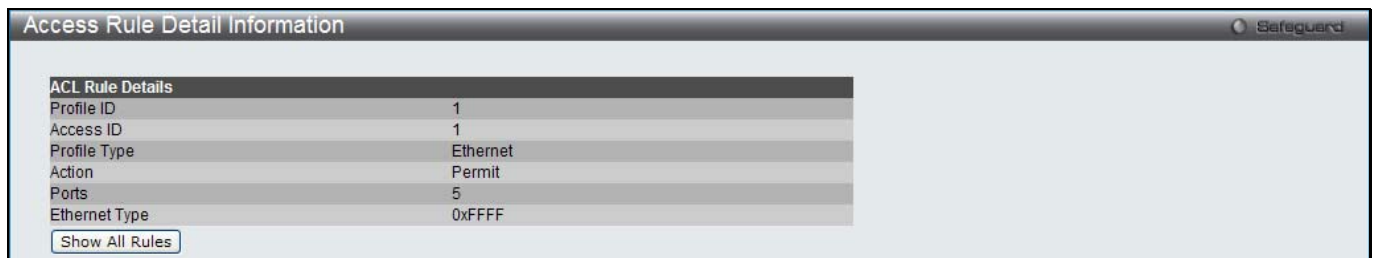 Access Rule Detail Information
Safeguard
ACL Rule Details
Profile ID 1
Access ID 1
Profile Type Ethernet
Action Permit
Ports 5
Ethernet Type 0xFFFF
Show All Rules